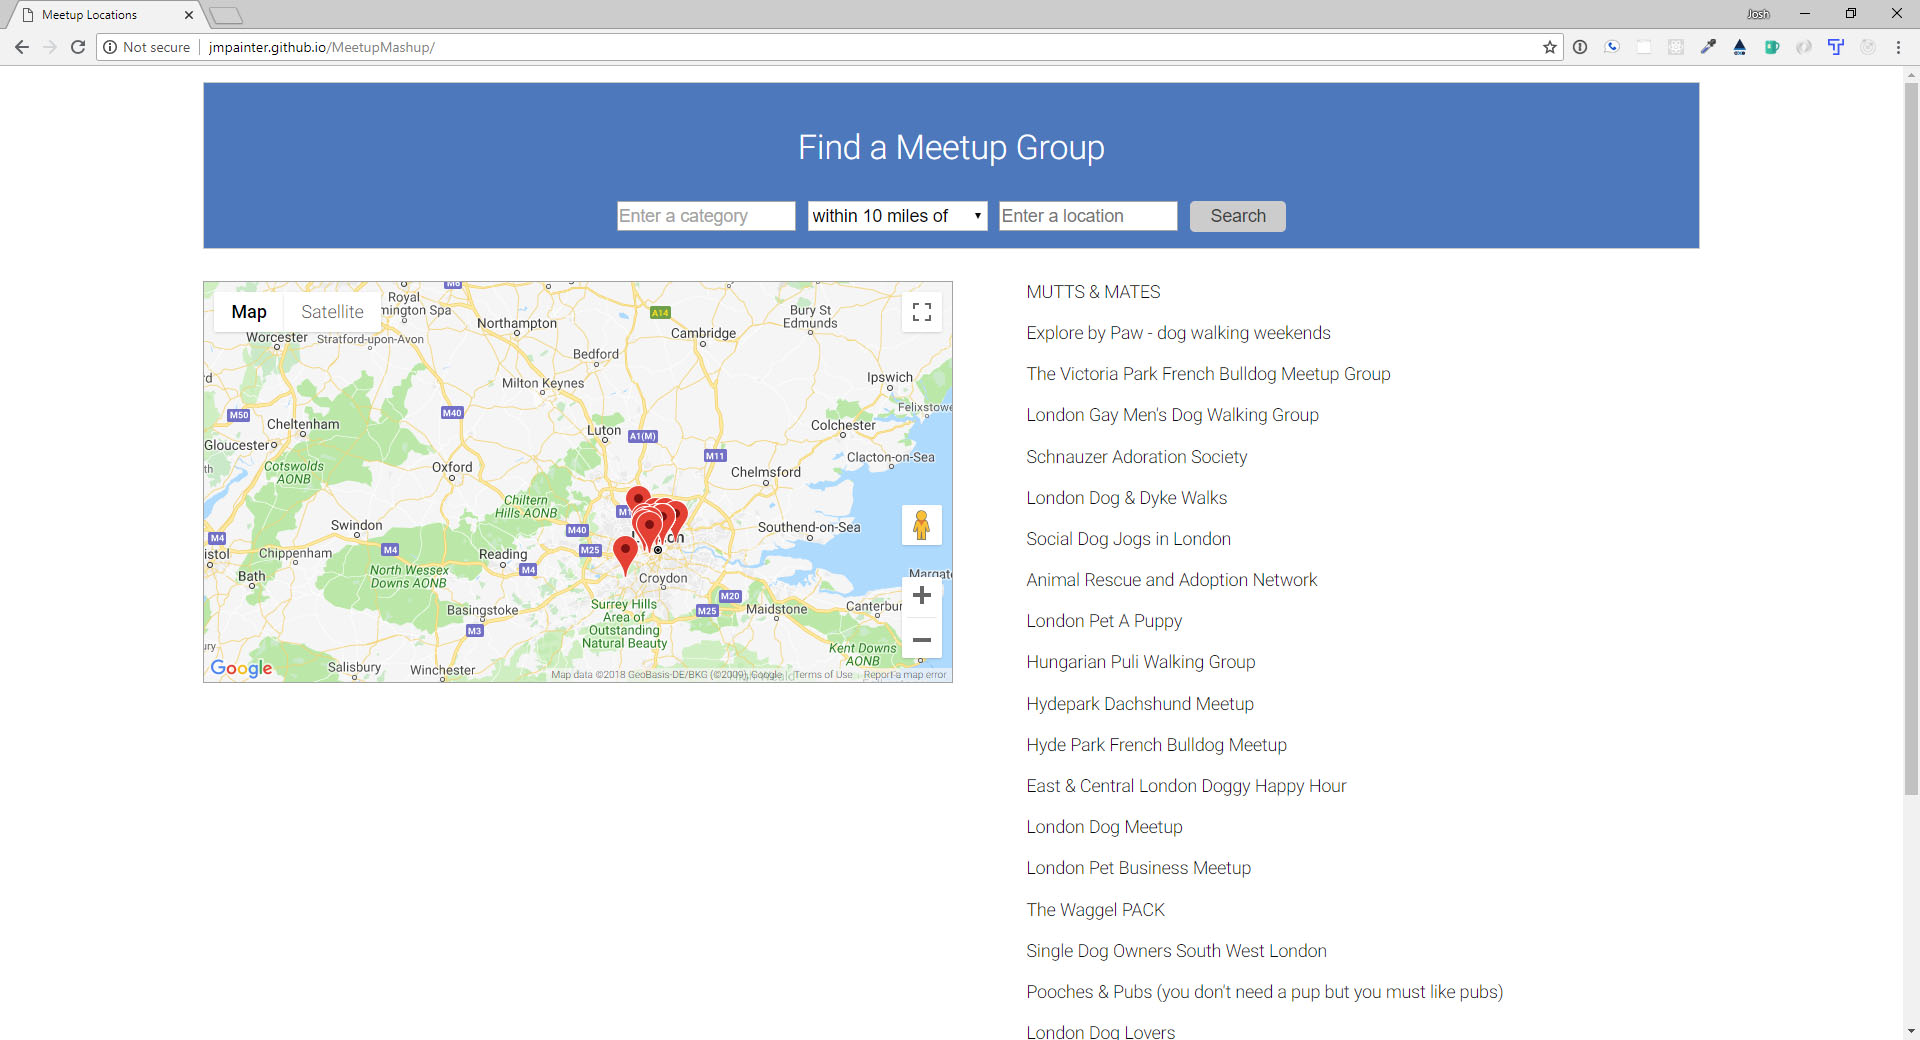 Meetup Locations
Josh
Not secure
jmpainter.github.io/MeetupMashup/
Find a Meetup Group
Enter a category
within 10 miles of
Enter a location
Search
Map
Satellite
Royal
mington Spa
Northampton
A14
Cambridge
Bury St
Edmunds
Worcester
Stratford-upon-Avon
Bedford
Milton Keynes
Ipswich
Felixstowe
M50
M40
Cheltenham
Gloucester
Luton
A1(M)
Colchester
M11
Clacton-on-Sea
Cotswolds
AONB
Oxford
Chelmsford
Chiltern
Hills AONB
Swindon
M40
Southend-on-Sea
M4
Chippenham
M4
Reading
M25
M4
North Wessex
Downs AONB
Bath
Croydon
Margat
Basingstoke
M3
Surrey Hills
Area of
Outstanding
Natural Beauty
M20
M25
Maidstone
Canterbur
Kent Downs
AONB
Salisbury
Winchester
Google
Map data ©2018 GeoBasis-DE/BKG (©2009), Google
Terms of Use
Report a map error
MUTTS & MATES
Explore by Paw - dog walking weekends
The Victoria Park French Bulldog Meetup Group
London Gay Men's Dog Walking Group
Schnauzer Adoration Society
London Dog & Dyke Walks
Social Dog Jogs in London
Animal Rescue and Adoption Network
London Pet A Puppy
Hungarian Puli Walking Group
Hydepark Dachshund Meetup
Hyde Park French Bulldog Meetup
East & Central London Doggy Happy Hour
London Dog Meetup
London Pet Business Meetup
The Waggel PACK
Single Dog Owners South West London
Pooches & Pubs (you don't need a pup but you must like pubs)
London Dog Lovers